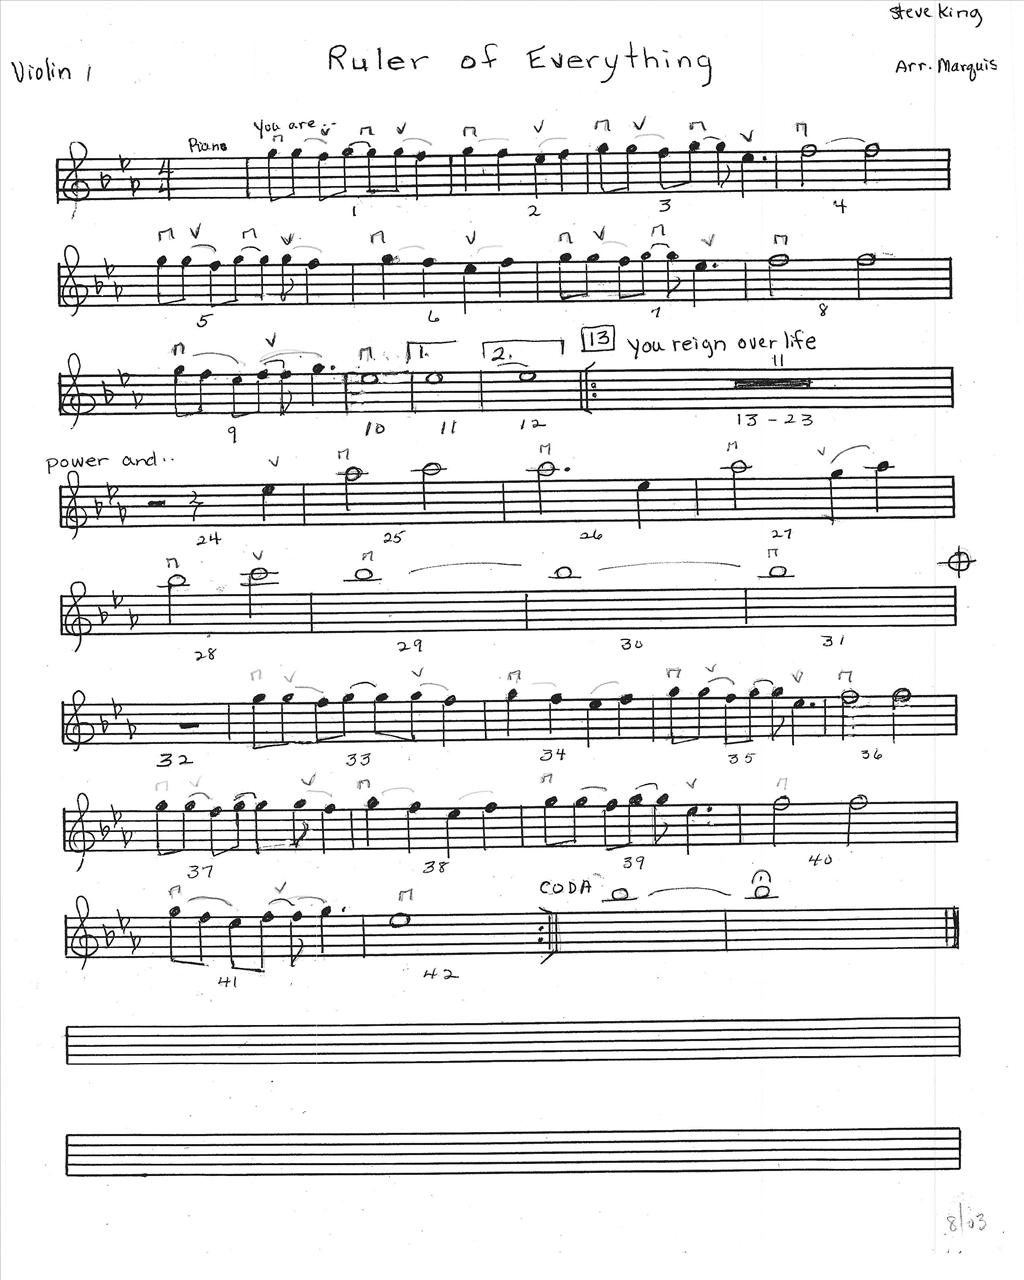 Steve King
Ruler of Everything
Violin 1
Arr. Marquis
You are...
Piano
4
4
1 2 3 4
5 6 7 8
1. 2. 13 You reign over life
11
9 10 11 12 13-23
power and..
24 25 26 27
28 29 30 31
32 33 34 35 36
37 38 39 40
CODA
41 42
8/03